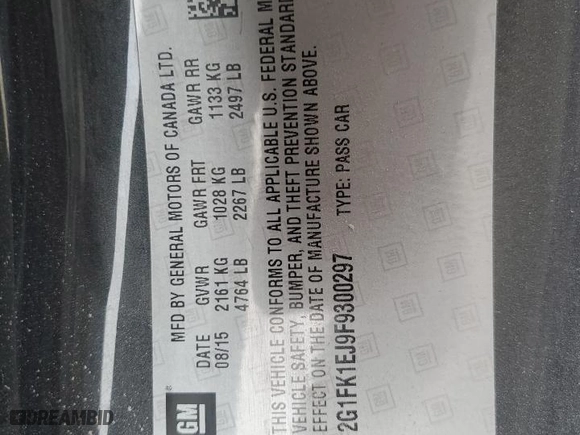 MFD BY GENERAL MOTORS OF CANADA LTD.
DATE GVWR GAWR FRT GAWR RR
08/15 2161 KG 1028 KG 1133 KG
4764 LB 2267 LB 2497 LB
GM
THIS VEHICLE CONFORMS TO ALL APPLICABLE U.S. FEDERAL M
VEHICLE SAFETY, BUMPER, AND THEFT PREVENTION STANDARD
EFFECT ON THE DATE OF MANUFACTURE SHOWN ABOVE.
2G1FK1EJ9F9300297 TYPE: PASS CAR
DREAMBID